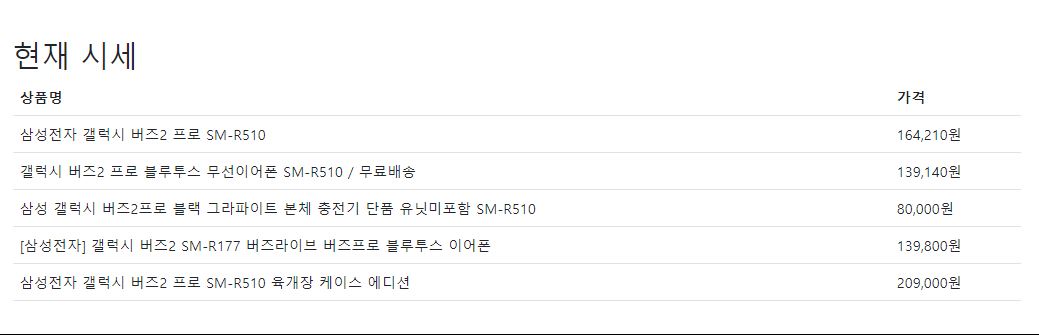 현재 시세
상품명 가격
삼성전자 갤럭시 버즈2 프로 SM-R510 164,210원
갤럭시 버즈2 프로 블루투스 무선이어폰 SM-R510 / 무료배송 139,140원
삼성 갤럭시 버즈2프로 블랙 그라파이트 본체 충전기 단품 유닛미포함 SM-R510 80,000원
[삼성전자] 갤럭시 버즈2 SM-R177 버즈라이브 버즈프로 블루투스 이어폰 139,800원
삼성전자 갤럭시 버즈2 프로 SM-R510 육개장 케이스 에디션 209,000원